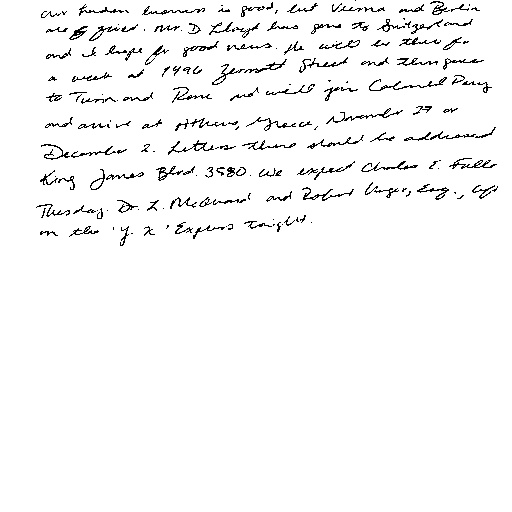 Our London business is good, but Vienna and Berlin
are quiet. Mr. D. Lloyd has gone to Switzerland
and I hope for good news. He will be there for
a week at 1496 Zermott Street and then goes
to Turin and Rome and will join Colonel Parry
and arrive at Athens, Greece, November 27 or
December 2. Letters there should be addressed
King James Blvd. 3580. We expect Charles E. Fuller
Tuesday. Dr. L. McQuaid and Robert Unger, Esq., left
on the 'Y. X.' Express tonight.